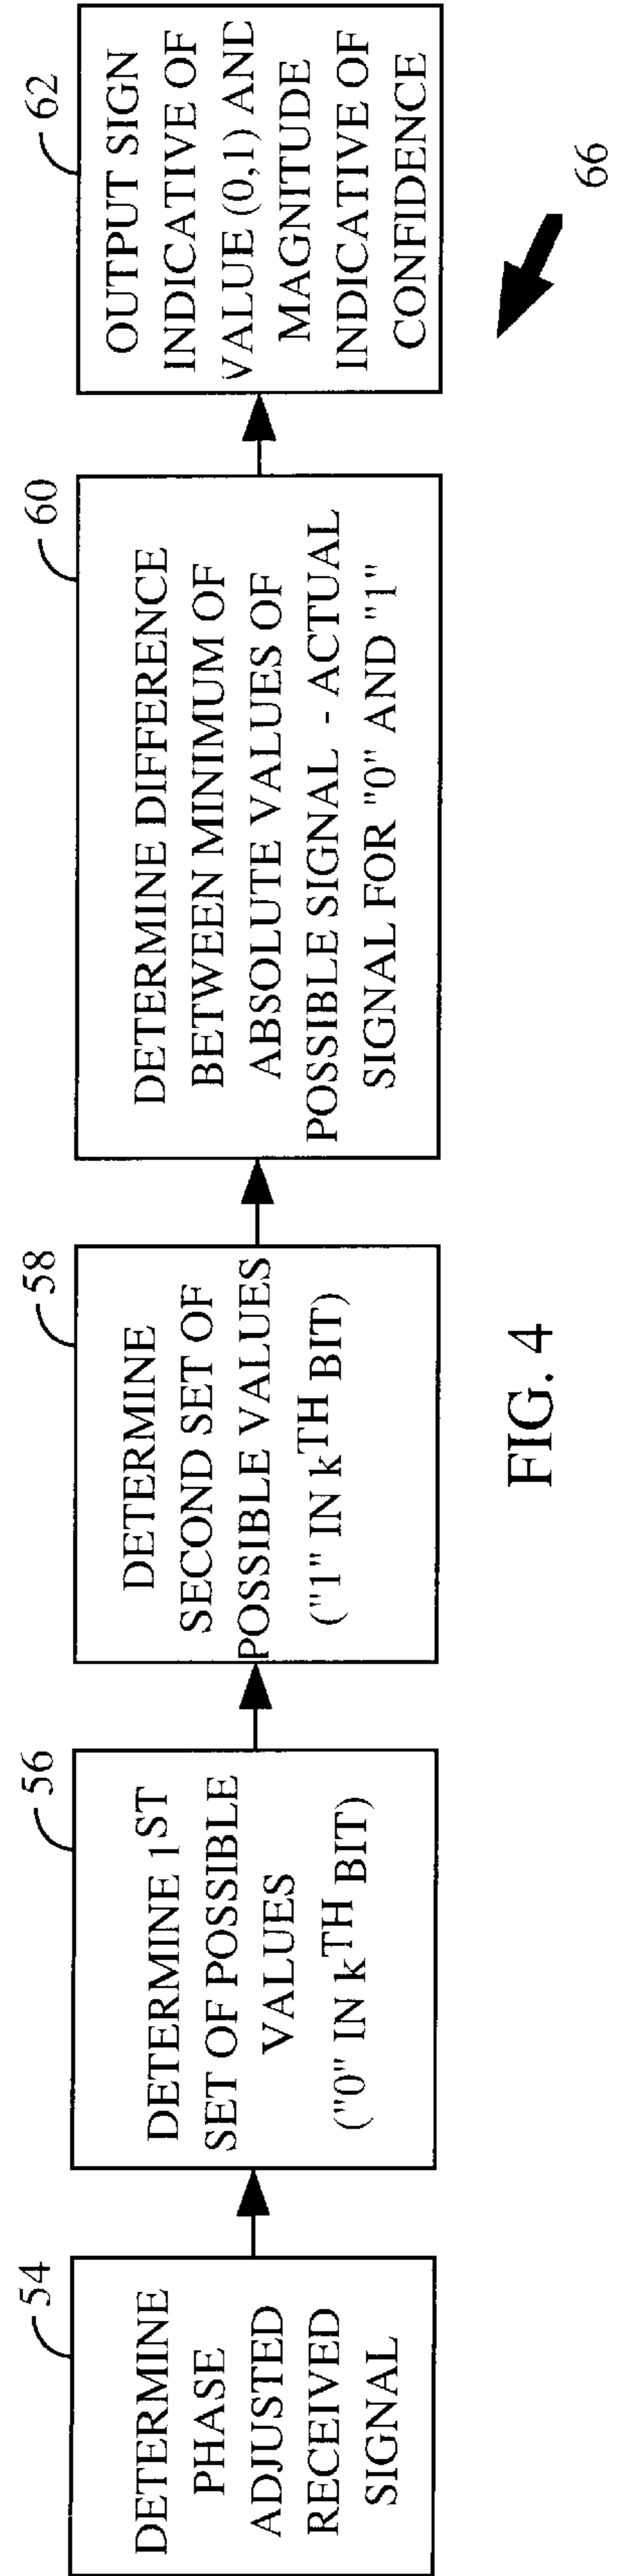 54
DETERMINE
PHASE
ADJUSTED
RECEIVED
SIGNAL
56
DETERMINE 1ST
SET OF POSSIBLE
VALUES
("0" IN kTH BIT)
58
DETERMINE
SECOND SET OF
POSSIBLE VALUES
("1" IN kTH BIT)
60
DETERMINE DIFFERENCE
BETWEEN MINIMUM OF
ABSOLUTE VALUES OF
POSSIBLE SIGNAL - ACTUAL
SIGNAL FOR "0" AND "1"
62
OUTPUT SIGN
INDICATIVE OF
VALUE (0,1) AND
MAGNITUDE
INDICATIVE OF
CONFIDENCE
66
FIG. 4